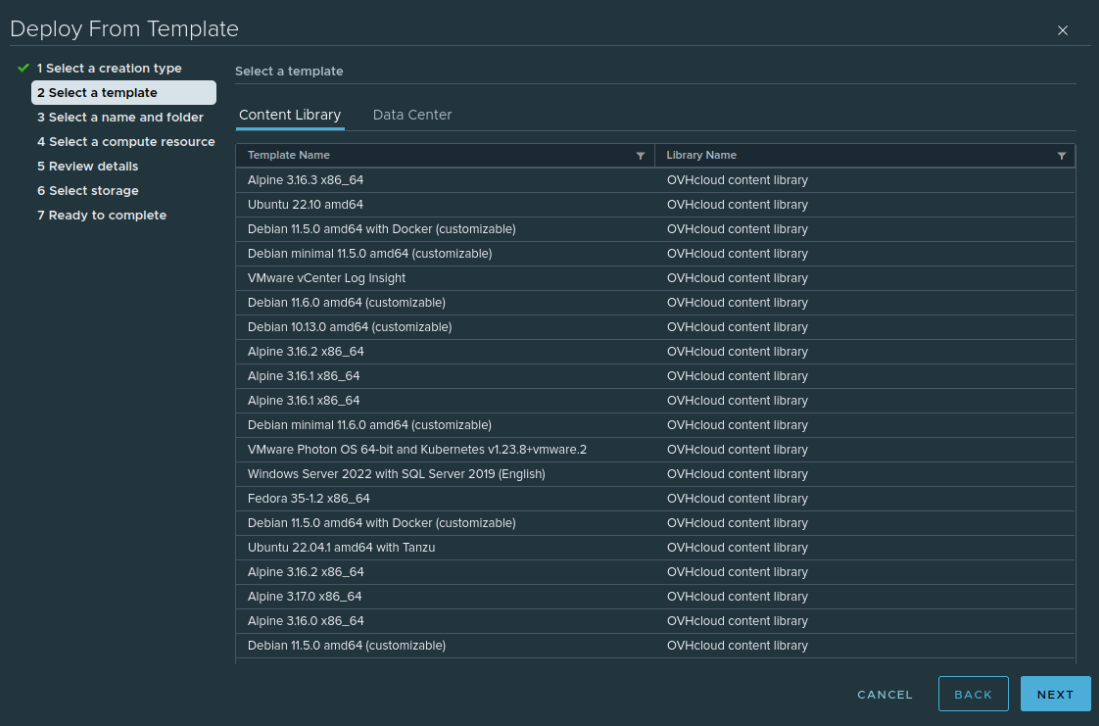 Deploy From Template
1 Select a creation type
2 Select a template
3 Select a name and folder
4 Select a compute resource
5 Review details
6 Select storage
7 Ready to complete
Select a template
Content Library Data Center
Template Name Library Name
Alpine 3.16.3 x86_64 OVHcloud content library
Ubuntu 22.10 amd64 OVHcloud content library
Debian 11.5.0 amd64 with Docker (customizable) OVHcloud content library
Debian minimal 11.5.0 amd64 (customizable) OVHcloud content library
VMware vCenter Log Insight OVHcloud content library
Debian 11.6.0 amd64 (customizable) OVHcloud content library
Debian 10.13.0 amd64 (customizable) OVHcloud content library
Alpine 3.16.2 x86_64 OVHcloud content library
Alpine 3.16.1 x86_64 OVHcloud content library
Alpine 3.16.1 x86_64 OVHcloud content library
Debian minimal 11.6.0 amd64 (customizable) OVHcloud content library
VMware Photon OS 64-bit and Kubernetes v1.23.8+vmware.2 OVHcloud content library
Windows Server 2022 with SQL Server 2019 (English) OVHcloud content library
Fedora 35-1.2 x86_64 OVHcloud content library
Debian 11.5.0 amd64 with Docker (customizable) OVHcloud content library
Ubuntu 22.04.1 amd64 with Tanzu OVHcloud content library
Alpine 3.16.2 x86_64 OVHcloud content library
Alpine 3.17.0 x86_64 OVHcloud content library
Alpine 3.16.0 x86_64 OVHcloud content library
Debian 11.5.0 amd64 (customizable) OVHcloud content library
CANCEL BACK NEXT